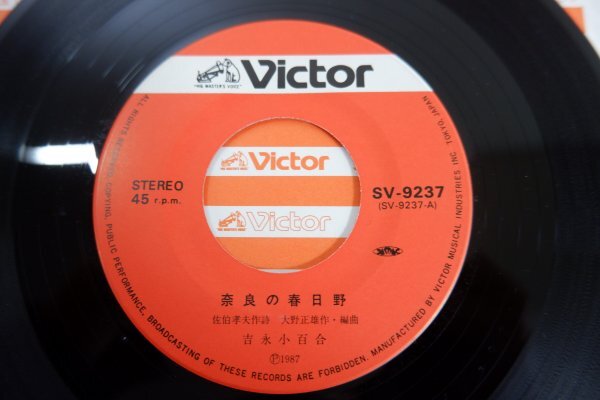 Victor
"HIS MASTER'S VOICE"
Victor
Victor
STEREO
45 r.p.m.
SV-9237
(SV-9237-A)
奈良の春日野
佐伯孝夫作詩 大野正雄作・編曲
吉永小百合
Ⓟ1987
ALL RIGHTS RESERVED. COPYING, PUBLIC PERFORMANCE, BROADCASTING OF THESE RECORDS ARE FORBIDDEN. MANUFACTURED BY VICTOR MUSICAL INDUSTRIES INC. TOKYO, JAPAN